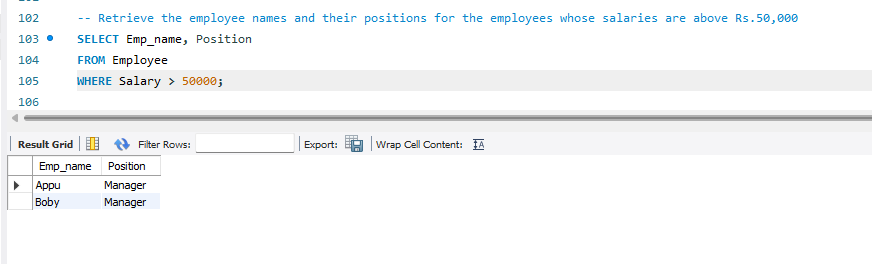 102 -- Retrieve the employee names and their positions for the employees whose salaries are above Rs.50,000
103 SELECT Emp_name, Position
104 FROM Employee
105 WHERE Salary > 50000;
106
Result Grid Filter Rows: Export: Wrap Cell Content: IA
Emp_name Position
Appu Manager
Boby Manager